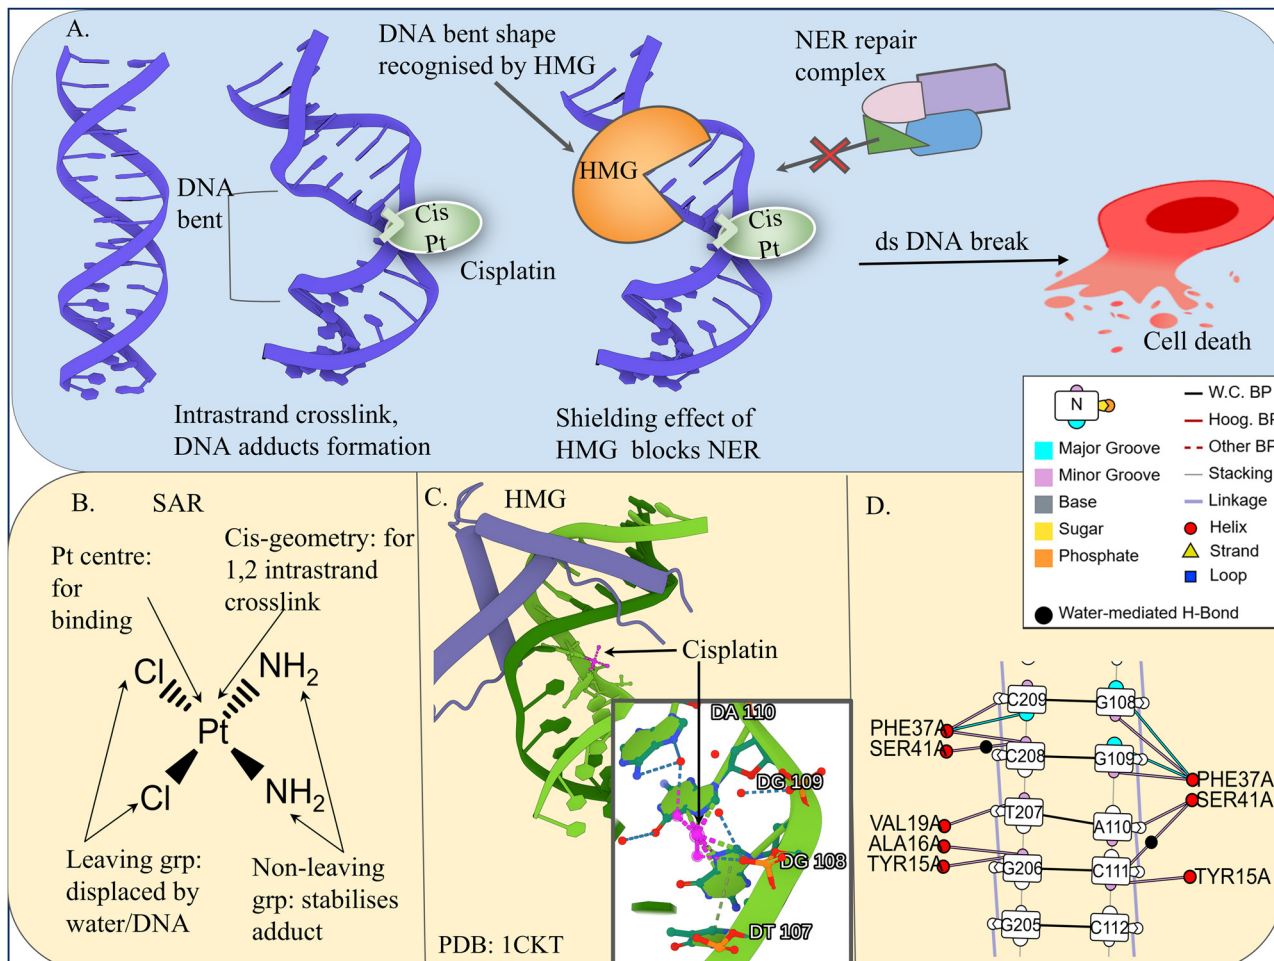 A.
DNA bent shape
recognised by HMG
NER repair
complex
DNA
bent
HMG
Cis
Pt
Cisplatin
Cis
Pt
ds DNA break
Cell death
Intrastrand crosslink,
DNA adducts formation
Shielding effect of
HMG blocks NER
N
Major Groove
Minor Groove
Base
Sugar
Phosphate
W.C. BP
Hoog. BP
Other BP
Stacking
Linkage
Helix
Strand
Loop
Water-mediated H-Bond
B.
SAR
Pt centre:
for
binding
Cis-geometry: for
1,2 intrastrand
crosslink
Cl
NH2
Pt
Cl
NH2
Leaving grp:
displaced by
water/DNA
Non-leaving
grp: stabilises
adduct
C.
HMG
Cisplatin
DA 110
DG 109
DG 108
DT 107
PDB: 1CKT
D.
C209
G108
PHE37A
SER41A
C208
G109
PHE37A
SER41A
VAL19A
T207
A110
ALA16A
TYR15A
G206
C111
TYR15A
G205
C112